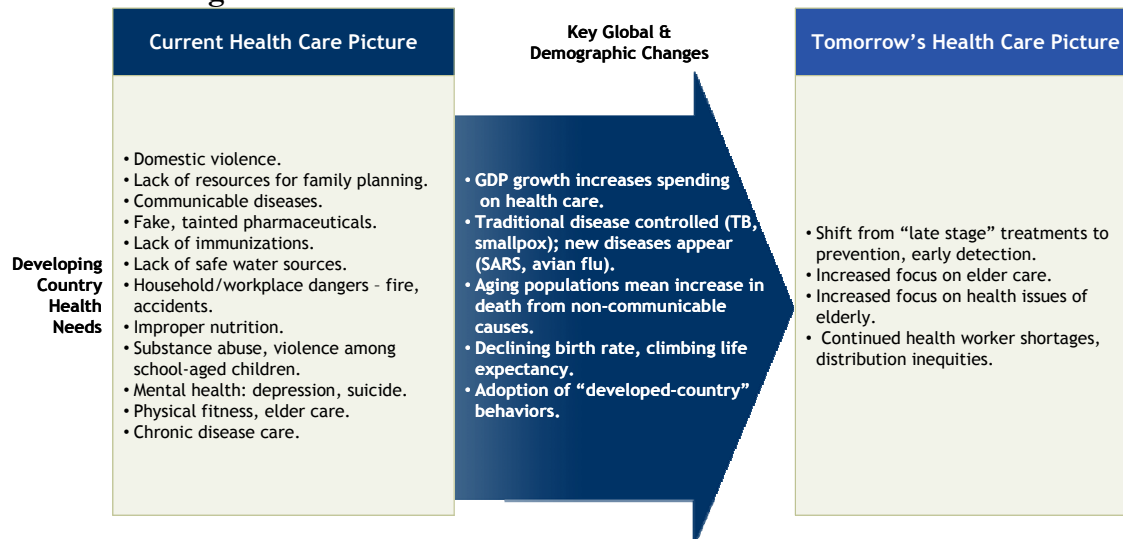 Current Health Care Picture
Key Global &
Demographic Changes
Tomorrow's Health Care Picture
Developing
Country
Health
Needs
• Domestic violence.
• Lack of resources for family planning.
• Communicable diseases.
• Fake, tainted pharmaceuticals.
• Lack of immunizations.
• Lack of safe water sources.
• Household/workplace dangers – fire,
accidents.
• Improper nutrition.
• Substance abuse, violence among
school-aged children.
• Mental health: depression, suicide.
• Physical fitness, elder care.
• Chronic disease care.
• GDP growth increases spending
on health care.
• Traditional disease controlled (TB,
smallpox); new diseases appear
(SARS, avian flu).
• Aging populations mean increase in
death from non-communicable
causes.
• Declining birth rate, climbing life
expectancy.
• Adoption of “developed-country”
behaviors.
• Shift from “late stage” treatments to
prevention, early detection.
• Increased focus on elder care.
• Increased focus on health issues of
elderly.
• Continued health worker shortages,
distribution inequities.